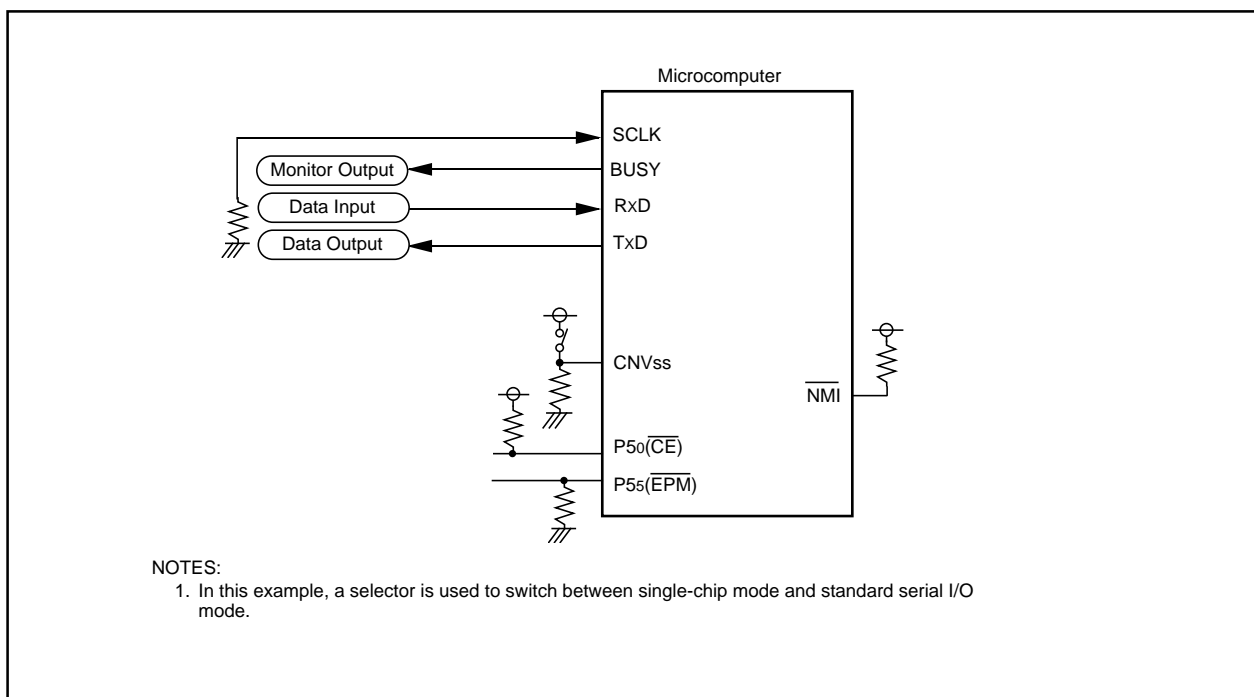 Microcomputer
SCLK
Monitor Output
BUSY
Data Input
RxD
Data Output
TxD
CNVss
NMI
P50(CE)
P55(EPM)
NOTES:
1. In this example, a selector is used to switch between single-chip mode and standard serial I/O
mode.